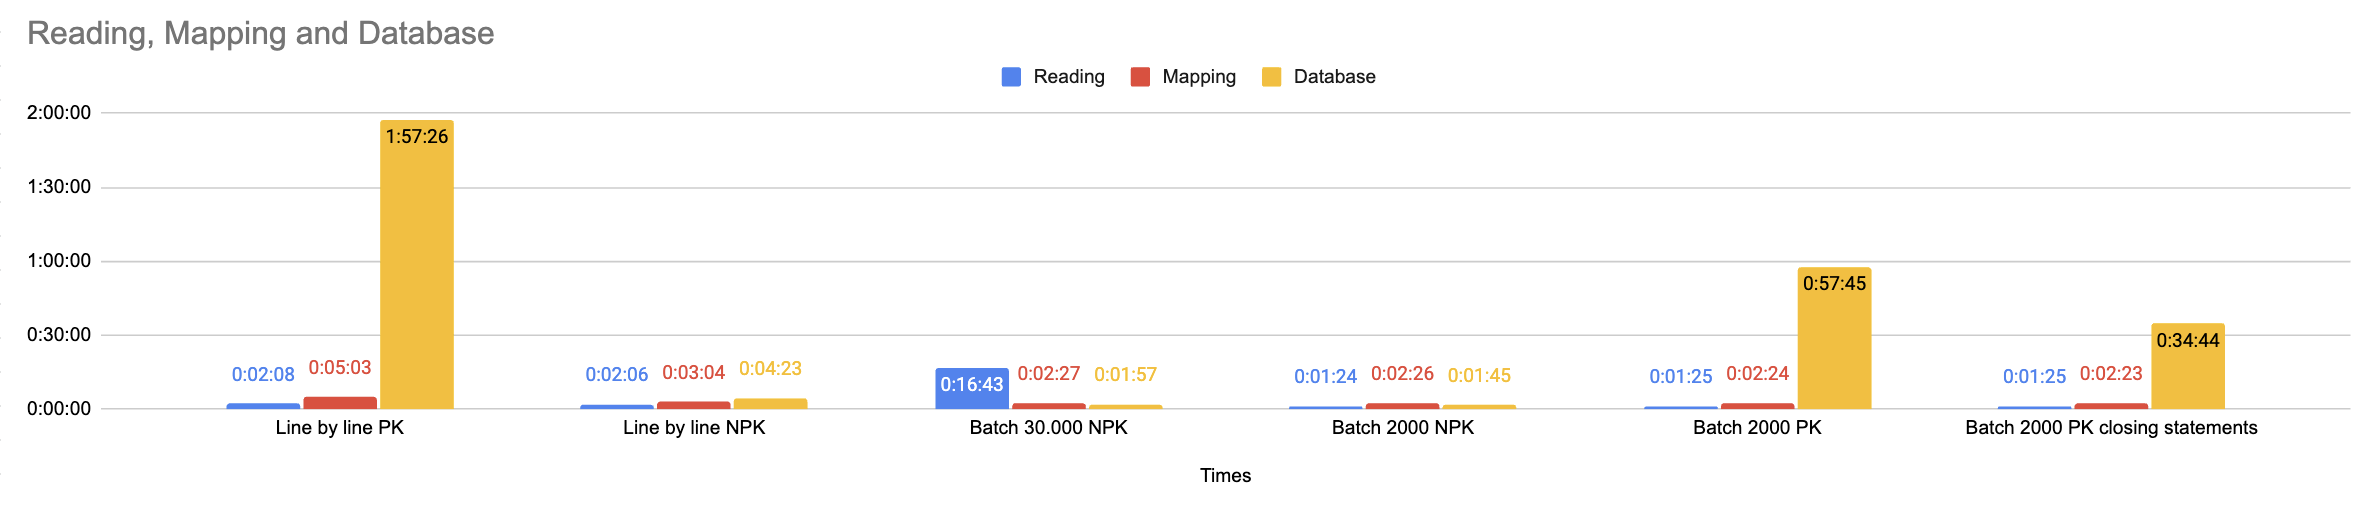 Reading, Mapping and Database
Reading Mapping Database
2:00:00
1:30:00
1:00:00
0:30:00
0:00:00
0:02:08 0:05:03 1:57:26
0:02:06 0:03:04 0:04:23
0:16:43 0:02:27 0:01:57
0:01:24 0:02:26 0:01:45
0:01:25 0:02:24 0:57:45
0:01:25 0:02:23 0:34:44
Line by line PK Line by line NPK Batch 30.000 NPK Batch 2000 NPK Batch 2000 PK Batch 2000 PK closing statements
Times